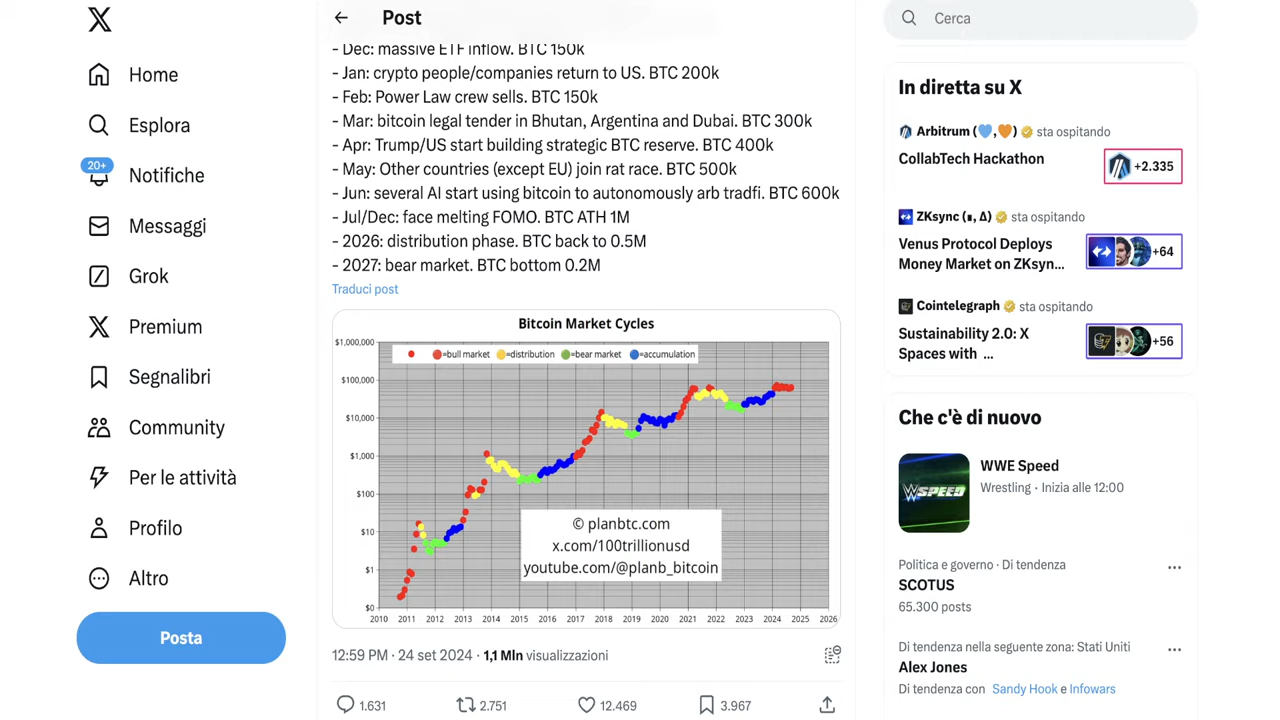 Home
Esplora
20+
Notifiche
Messaggi
Grok
Premium
Segnalibri
Community
Per le attività
Profilo
Altro
Posta
Post
- Dec: massive ETF inflow. BTC 150k
- Jan: crypto people/companies return to US. BTC 200k
- Feb: Power Law crew sells. BTC 150k
- Mar: bitcoin legal tender in Bhutan, Argentina and Dubai. BTC 300k
- Apr: Trump/US start building strategic BTC reserve. BTC 400k
- May: Other countries (except EU) join rat race. BTC 500k
- Jun: several AI start using bitcoin to autonomously arb tradfi. BTC 600k
- Jul/Dec: face melting FOMO. BTC ATH 1M
- 2026: distribution phase. BTC back to 0.5M
- 2027: bear market. BTC bottom 0.2M
Traduci post
Bitcoin Market Cycles
=bull market =distribution =bear market =accumulation
$1,000,000
$100,000
$10,000
$1,000
$100
$10
$1
$0
2010 2011 2012 2013 2014 2015 2016 2017 2018 2019 2020 2021 2022 2023 2024 2025 2026
© planbtc.com
x.com/100trillionusd
youtube.com/@planb_bitcoin
12:59 PM · 24 set 2024 · 1,1 Mln visualizzazioni
1.631 2.751 12.469 3.967
Cerca
In diretta su X
Arbitrum (🩵,🧡) sta ospitando
CollabTech Hackathon
+2.335
ZKsync (∎, ∆) sta ospitando
Venus Protocol Deploys
Money Market on ZKsyn...
+64
Cointelegraph sta ospitando
Sustainability 2.0: X
Spaces with ...
+56
Che c'è di nuovo
WWE SPEED
WWE Speed
Wrestling · Inizia alle 12:00
Politica e governo · Di tendenza
SCOTUS
65.300 posts
Di tendenza nella seguente zona: Stati Uniti
Alex Jones
Di tendenza con Sandy Hook e Infowars